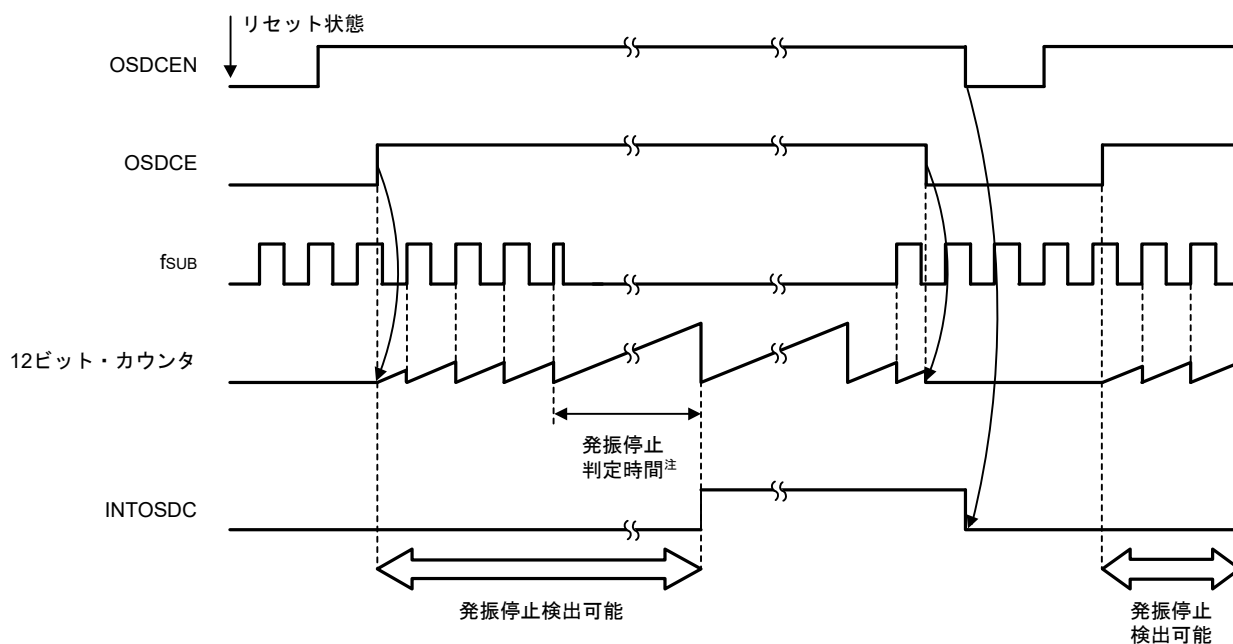 リセット状態
OSDCEN
OSDCE
fSUB
12ビット・カウンタ
発振停止
判定時間注
INTOSDC
発振停止検出可能
発振停止
検出可能